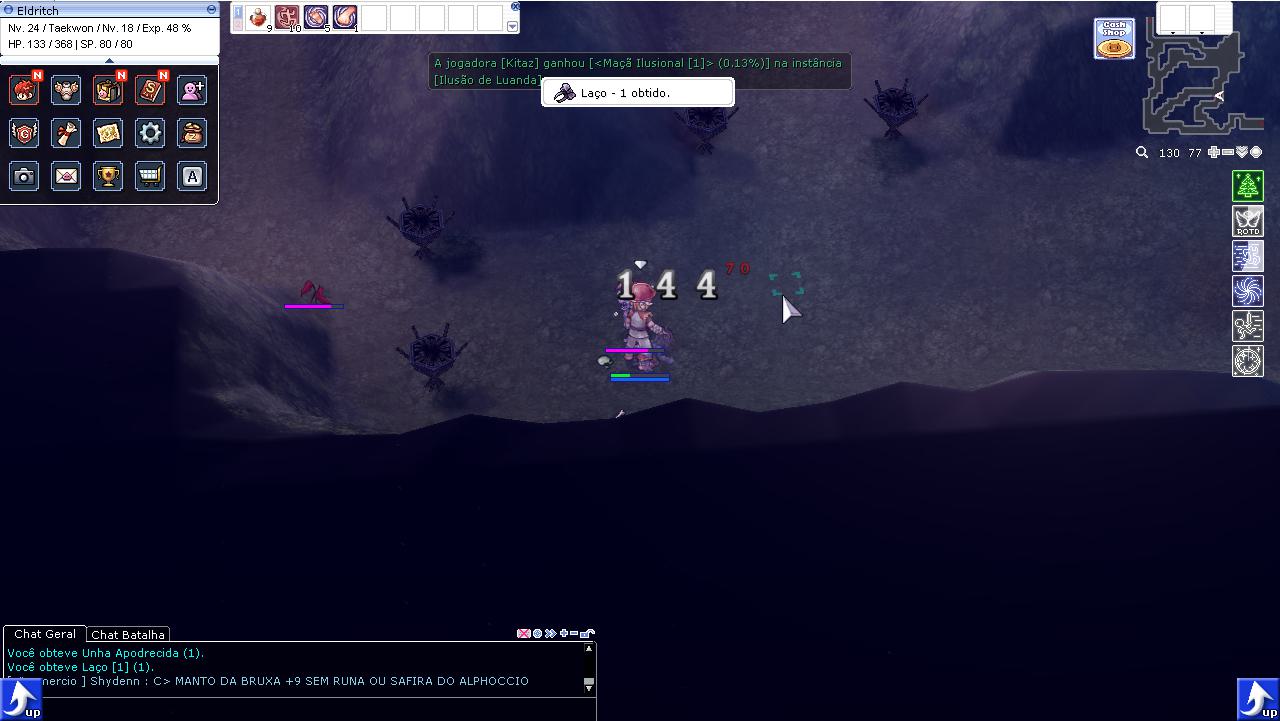 Eldritch
Nv. 24 / Taekwon / Nv. 18 / Exp. 48 %
HP. 133 / 368 | SP. 80 / 80
N
N
N
A
9
10
5
1
A jogadora [Kitaz] ganhou [<Maçã Ilusional [1]> (0.13%)] na instância
[Ilusão de Luanda]
Laço - 1 obtido.
Cash
Shop
130 77
ROTD
144
70
Chat Geral
Chat Batalha
Você obteve Unha Apodrecida (1).
Você obteve Laço [1] (1).
mercio ] Shydenn : C> MANTO DA BRUXA +9 SEM RUNA OU SAFIRA DO ALPHOCCIO
up
up